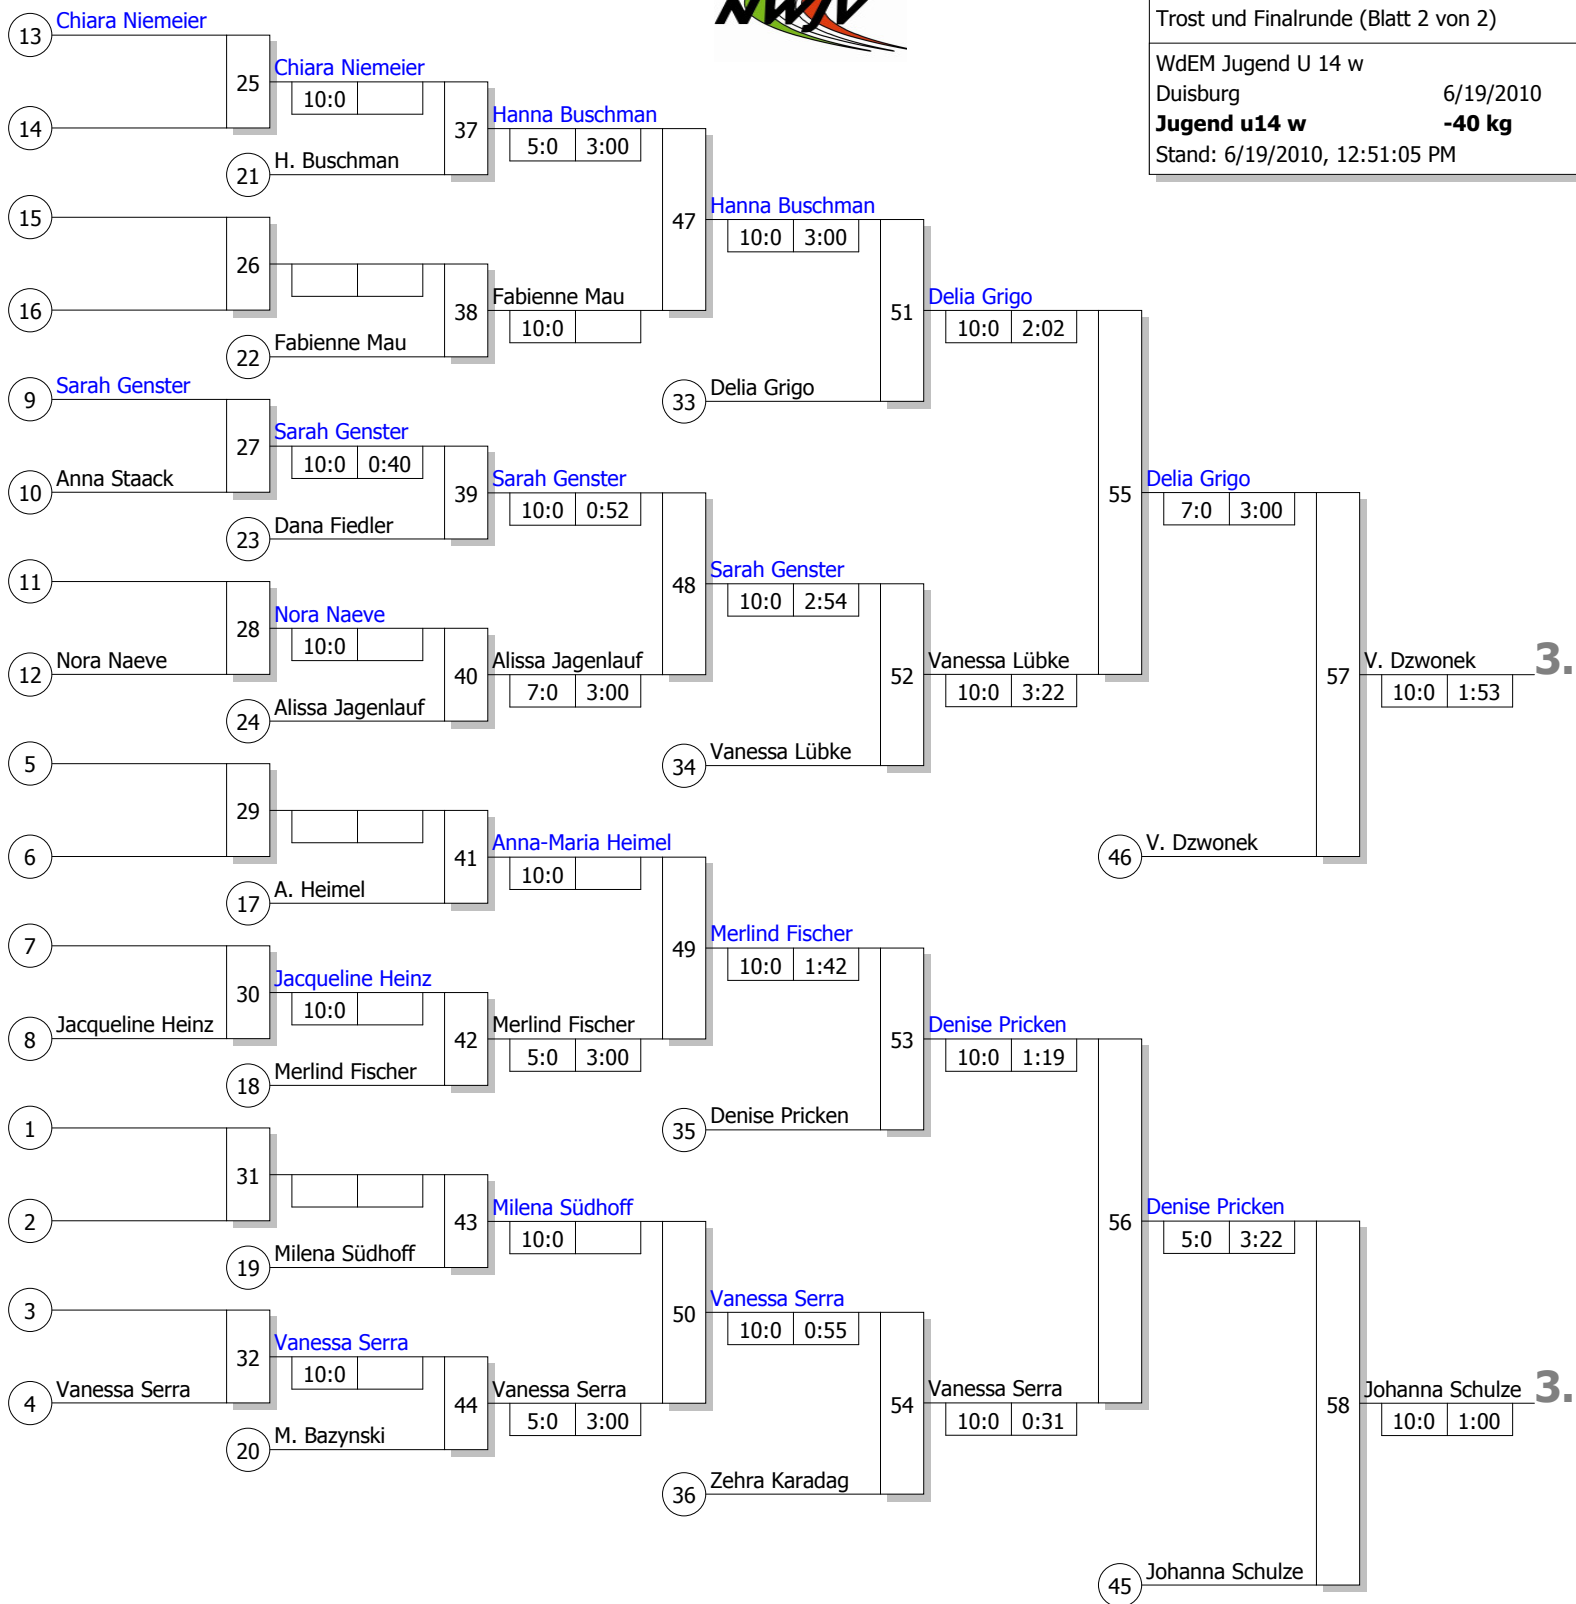 NWJV
Trost und Finalrunde (Blatt 2 von 2)
WdEM Jugend U 14 w
Duisburg 6/19/2010
Jugend u14 w -40 kg
Stand: 6/19/2010, 12:51:05 PM
13 Chiara Niemeier
25 Chiara Niemeier
10:0
14
37 Hanna Buschman
5:0 3:00
21 H. Buschman
15
47 Hanna Buschman
10:0 3:00
26
16
38 Fabienne Mau
10:0
22 Fabienne Mau
51 Delia Grigo
10:0 2:02
33 Delia Grigo
9 Sarah Genster
27 Sarah Genster
10:0 0:40
10 Anna Staack
39 Sarah Genster
10:0 0:52
23 Dana Fiedler
55 Delia Grigo
7:0 3:00
11
48 Sarah Genster
10:0 2:54
28 Nora Naeve
10:0
12 Nora Naeve
40 Alissa Jagenlauf
7:0 3:00
24 Alissa Jagenlauf
52 Vanessa Lübke
10:0 3:22
34 Vanessa Lübke
57 V. Dzwonek 3.
10:0 1:53
5
29
6
41 Anna-Maria Heimel
10:0
17 A. Heimel
46 V. Dzwonek
7
49 Merlind Fischer
10:0 1:42
30 Jacqueline Heinz
10:0
8 Jacqueline Heinz
42 Merlind Fischer
5:0 3:00
18 Merlind Fischer
53 Denise Pricken
10:0 1:19
35 Denise Pricken
1
31
2
43 Milena Südhoff
10:0
19 Milena Südhoff
56 Denise Pricken
5:0 3:22
3
50 Vanessa Serra
10:0 0:55
32 Vanessa Serra
10:0
4 Vanessa Serra
44 Vanessa Serra
5:0 3:00
20 M. Bazynski
54 Vanessa Serra
10:0 0:31
36 Zehra Karadag
58 Johanna Schulze 3.
10:0 1:00
45 Johanna Schulze